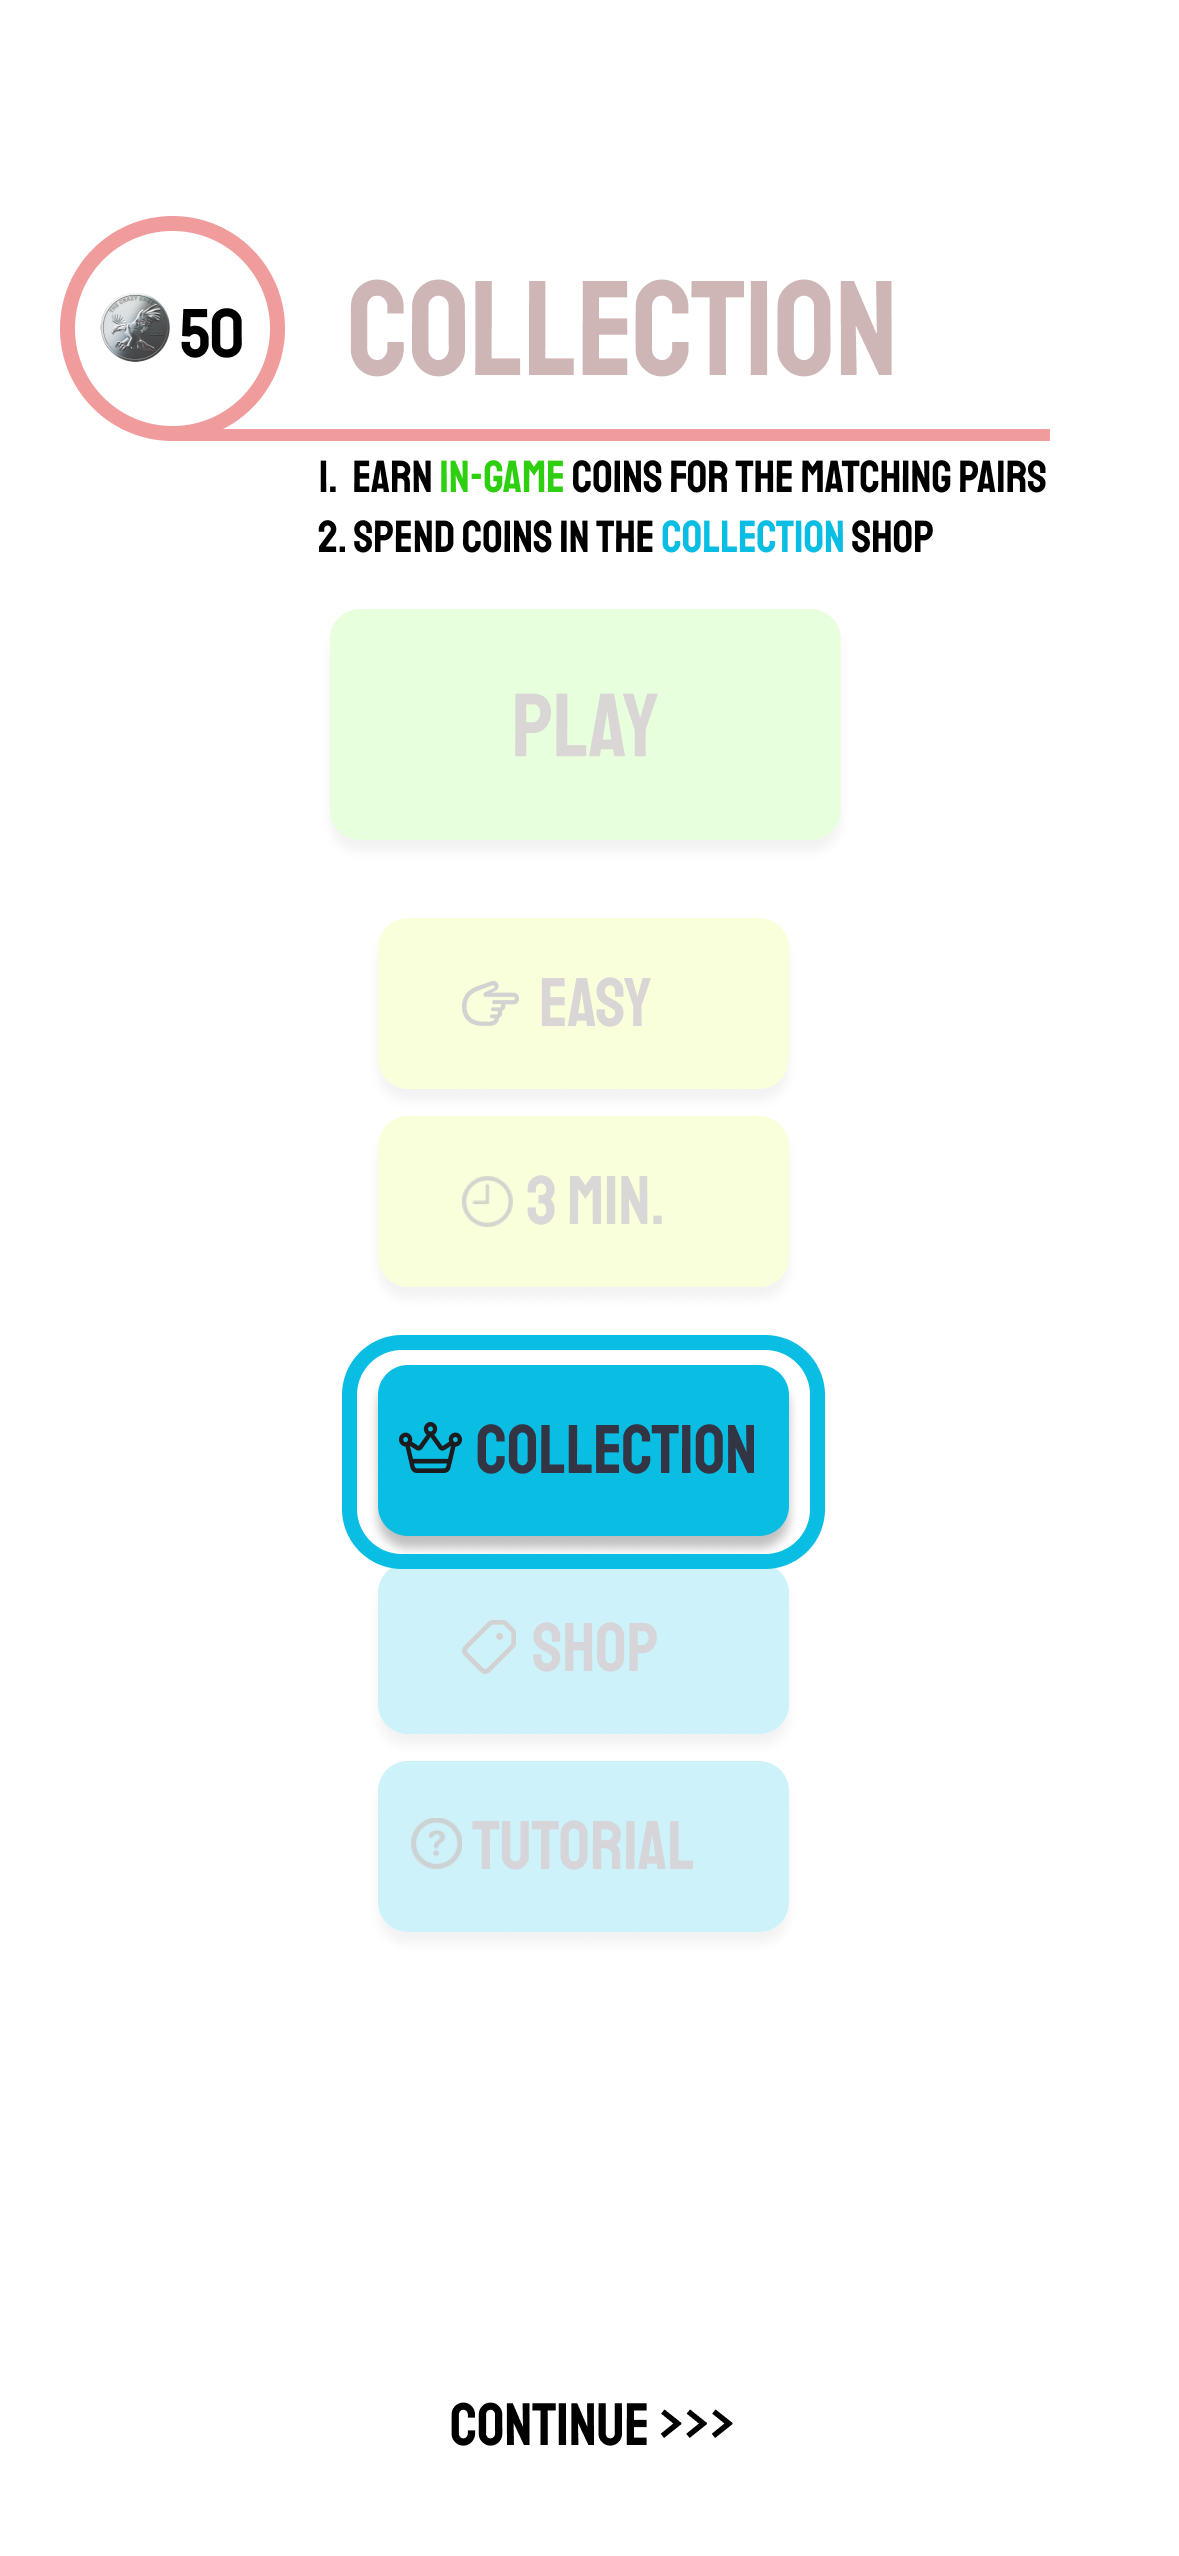 50
COLLECTION
1. EARN IN-GAME COINS FOR THE MATCHING PAIRS
2. SPEND COINS IN THE COLLECTION SHOP
PLAY
EASY
3 MIN.
COLLECTION
SHOP
? TUTORIAL
CONTINUE >>>